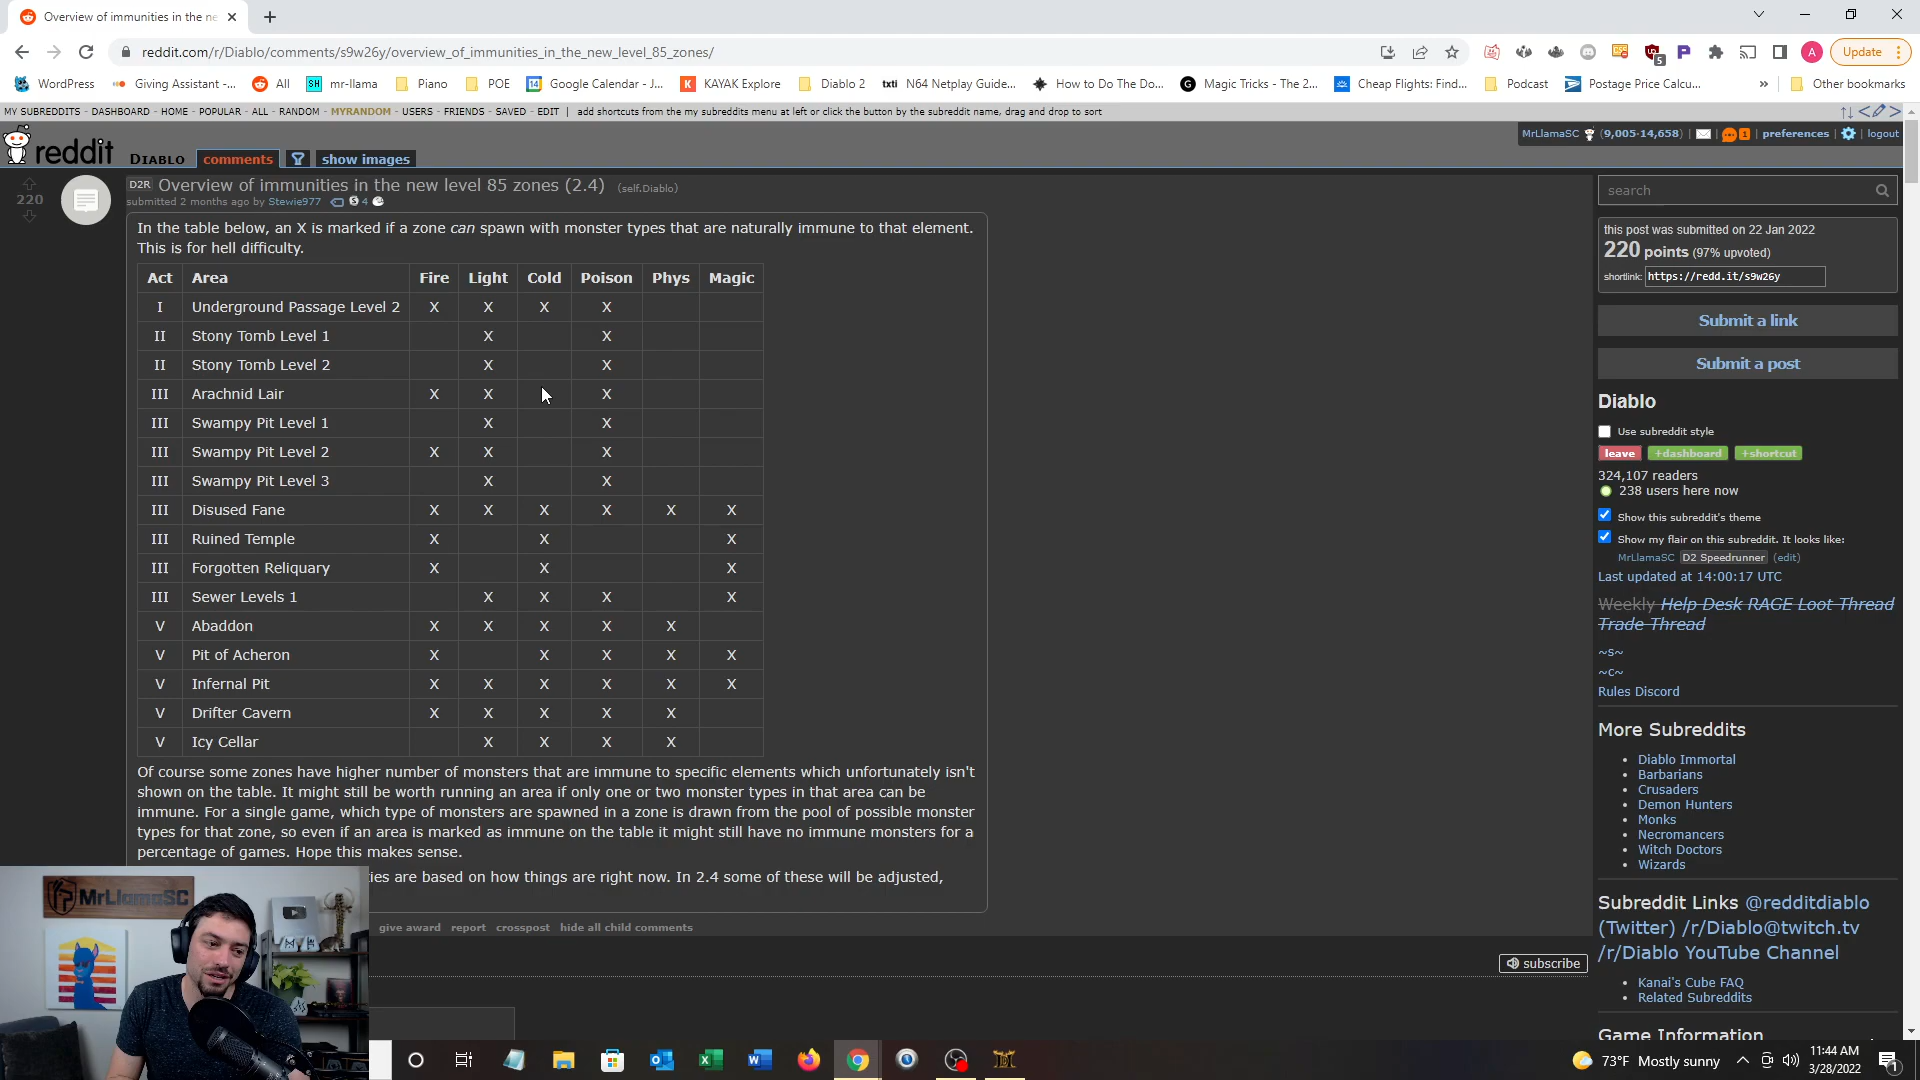 Overview of immunities in the ne
reddit.com/r/Diablo/comments/s9w26y/overview_of_immunities_in_the_new_level_85_zones/
5
A
Update
WordPress
Giving Assistant -...
All
SH
mr-llama
Piano
POE
14
Google Calendar - J...
K
KAYAK Explore
Diablo 2
txti
N64 Netplay Guide...
How to Do The Do...
G
Magic Tricks - The 2...
Cheap Flights: Find...
Podcast
Postage Price Calcu...
»
Other bookmarks
MY SUBREDDITS - DASHBOARD - HOME - POPULAR - ALL - RANDOM - MYRANDOM - USERS - FRIENDS - SAVED - EDIT | add shortcuts from the my subreddits menu at left or click the button by the subreddit name, drag and drop to sort
reddit DIABLO comments show images
MrLlamaSC (9,005·14,658) | 1 | preferences | logout
220
D2R Overview of immunities in the new level 85 zones (2.4) (self.Diablo)
submitted 2 months ago by Stewie977 S 4
In the table below, an X is marked if a zone can spawn with monster types that are naturally immune to that element.
This is for hell difficulty.
Act Area Fire Light Cold Poison Phys Magic
I Underground Passage Level 2 X X X X
II Stony Tomb Level 1 X X
II Stony Tomb Level 2 X X
III Arachnid Lair X X X
III Swampy Pit Level 1 X X
III Swampy Pit Level 2 X X X
III Swampy Pit Level 3 X X
III Disused Fane X X X X X X
III Ruined Temple X X X
III Forgotten Reliquary X X X
III Sewer Levels 1 X X X X
V Abaddon X X X X X
V Pit of Acheron X X X X X
V Infernal Pit X X X X X X
V Drifter Cavern X X X X X
V Icy Cellar X X X X
Of course some zones have higher number of monsters that are immune to specific elements which unfortunately isn't
shown on the table. It might still be worth running an area if only one or two monster types in that area can be
immune. For a single game, which type of monsters are spawned in a zone is drawn from the pool of possible monster
types for that zone, so even if an area is marked as immune on the table it might still have no immune monsters for a
percentage of games. Hope this makes sense.
ties are based on how things are right now. In 2.4 some of these will be adjusted,
give award report crosspost hide all child comments
subscribe
search
this post was submitted on 22 Jan 2022
220 points (97% upvoted)
shortlink: https://redd.it/s9w26y
Submit a link
Submit a post
Diablo
Use subreddit style
leave +dashboard +shortcut
324,107 readers
238 users here now
Show this subreddit's theme
Show my flair on this subreddit. It looks like:
MrLlamaSC D2 Speedrunner (edit)
Last updated at 14:00:17 UTC
Weekly Help Desk RAGE Loot Thread
Trade Thread
~s~
~c~
Rules Discord
More Subreddits
Diablo Immortal
Barbarians
Crusaders
Demon Hunters
Monks
Necromancers
Witch Doctors
Wizards
Subreddit Links @redditdiablo
(Twitter) /r/Diablo@twitch.tv
/r/Diablo YouTube Channel
Kanai's Cube FAQ
Related Subreddits
Game Information
MrLlamaSC
73°F Mostly sunny
11:44 AM
3/28/2022
1